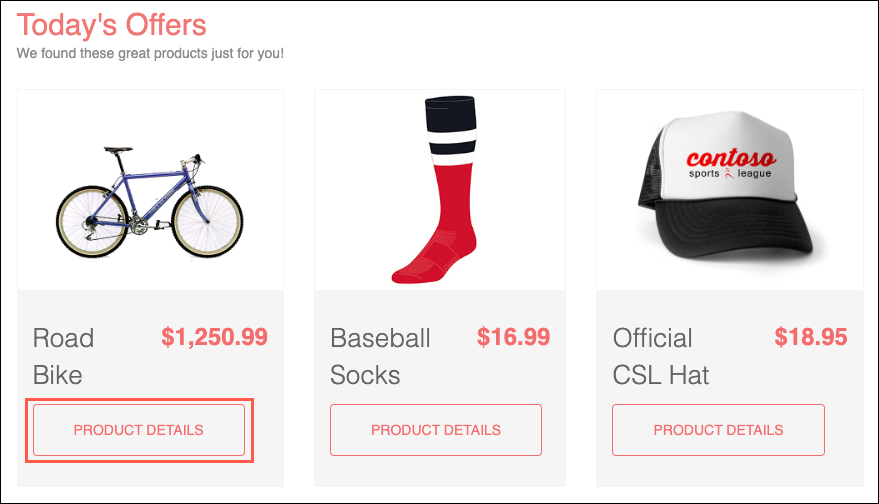 Today's Offers
We found these great products just for you!
contoso
sports league
Road
Bike
$1,250.99
PRODUCT DETAILS
Baseball
Socks
$16.99
PRODUCT DETAILS
Official
CSL Hat
$18.95
PRODUCT DETAILS